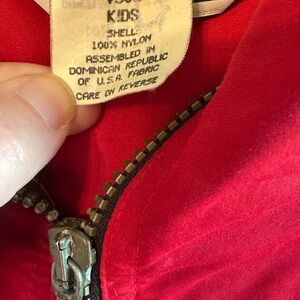 KIDS
SHELL:
100% NYLON
ASSEMBLED IN
DOMINICAN REPUBLIC
OF U.S.A. FABRIC
CARE ON REVERSE